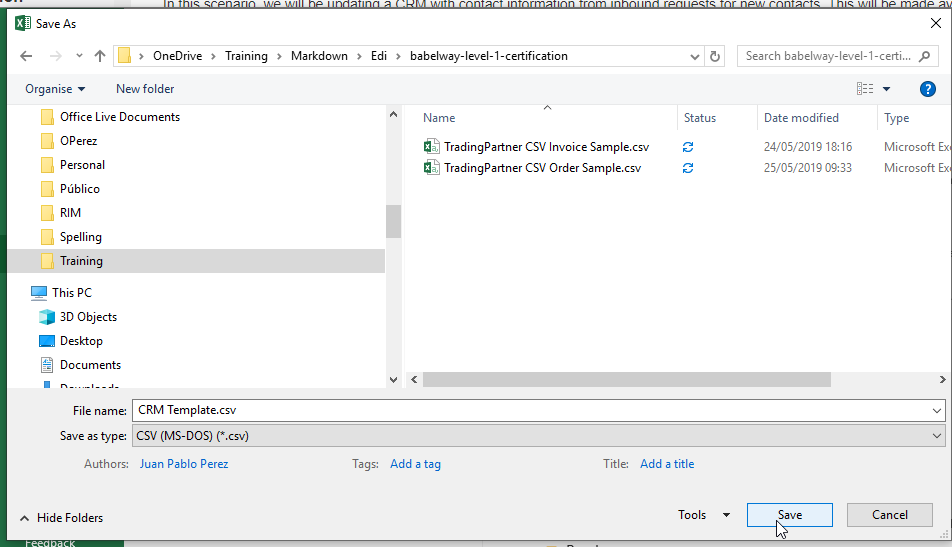 In this scenario, we will be updating a CRM with contact information from inbound requests for new contacts. This will be made av
Save As
OneDrive > Training > Markdown > Edi > babelway-level-1-certification
Search babelway-level-1-certi...
Organise
New folder
?
Office Live Documents
OPerez
Personal
Público
RIM
Spelling
Training
This PC
3D Objects
Desktop
Documents
Downloads
Name Status Date modified Type
TradingPartner CSV Invoice Sample.csv 24/05/2019 18:16 Microsoft Exc
TradingPartner CSV Order Sample.csv 25/05/2019 09:33 Microsoft Exc
File name: CRM Template.csv
Save as type: CSV (MS-DOS) (*.csv)
Authors: Juan Pablo Perez Tags: Add a tag Title: Add a title
Hide Folders
Tools Save Cancel
Feedback